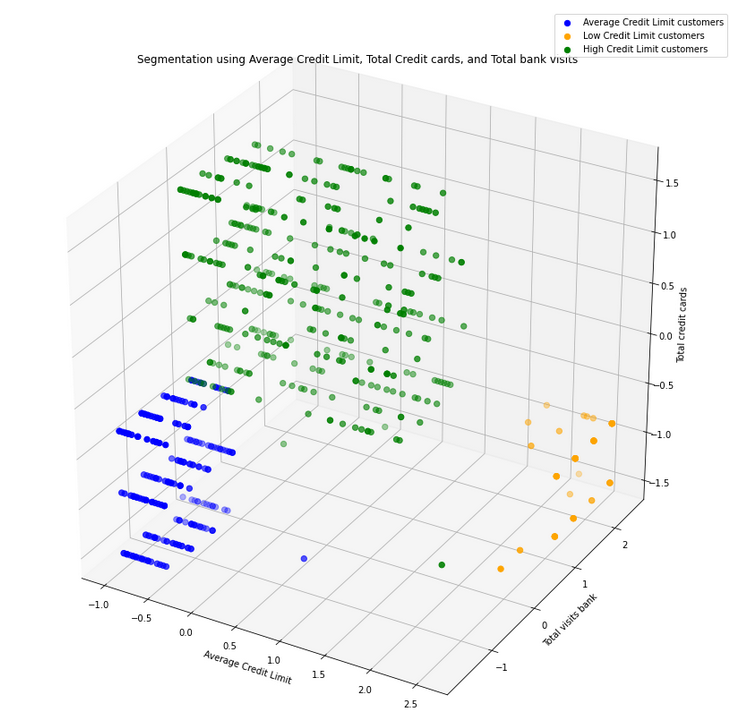 Average Credit Limit customers
Low Credit Limit customers
High Credit Limit customers
Segmentation using Average Credit Limit, Total Credit cards, and Total bank visits
1.5
1.0
0.5
0.0
−0.5
−1.0
−1.5
Total credit cards
2
1
0
−1
Total visits bank
−1.0
−0.5
0.0
0.5
1.0
1.5
2.0
2.5
Average Credit Limit